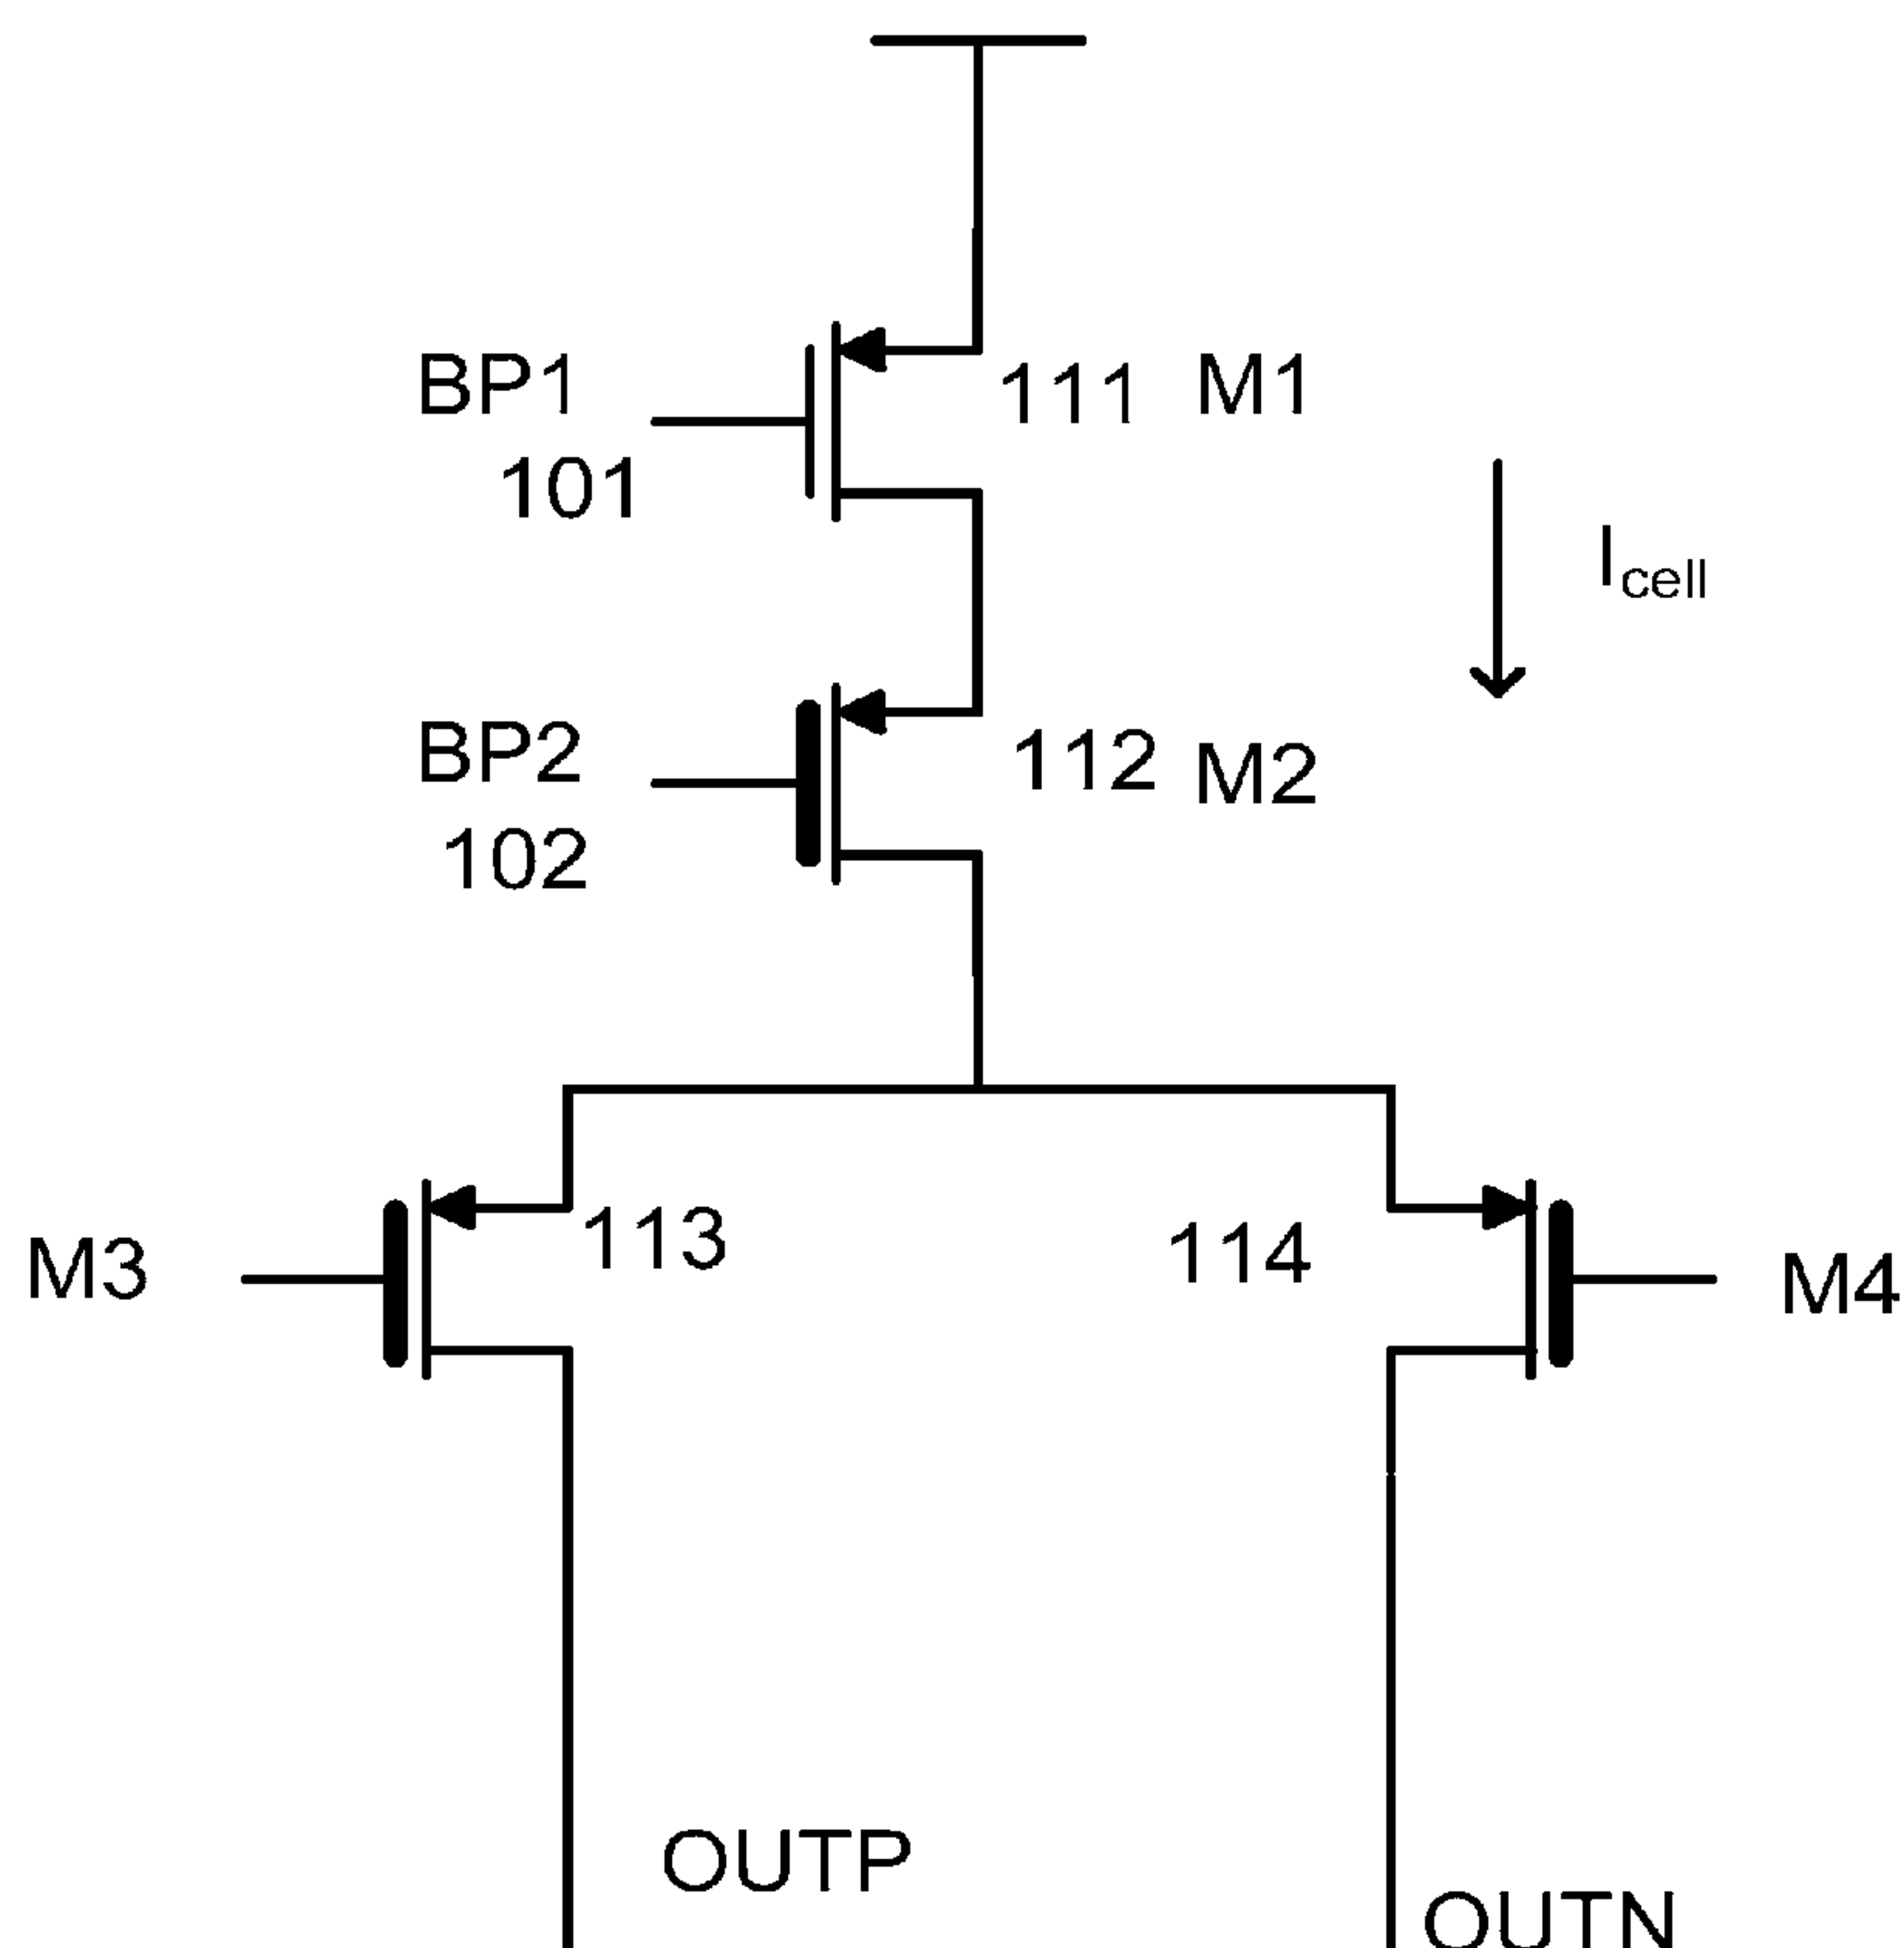 BP1
101
111 M1
I_cell
BP2
102
112 M2
M3
113
114
M4
OUTP
OUTN